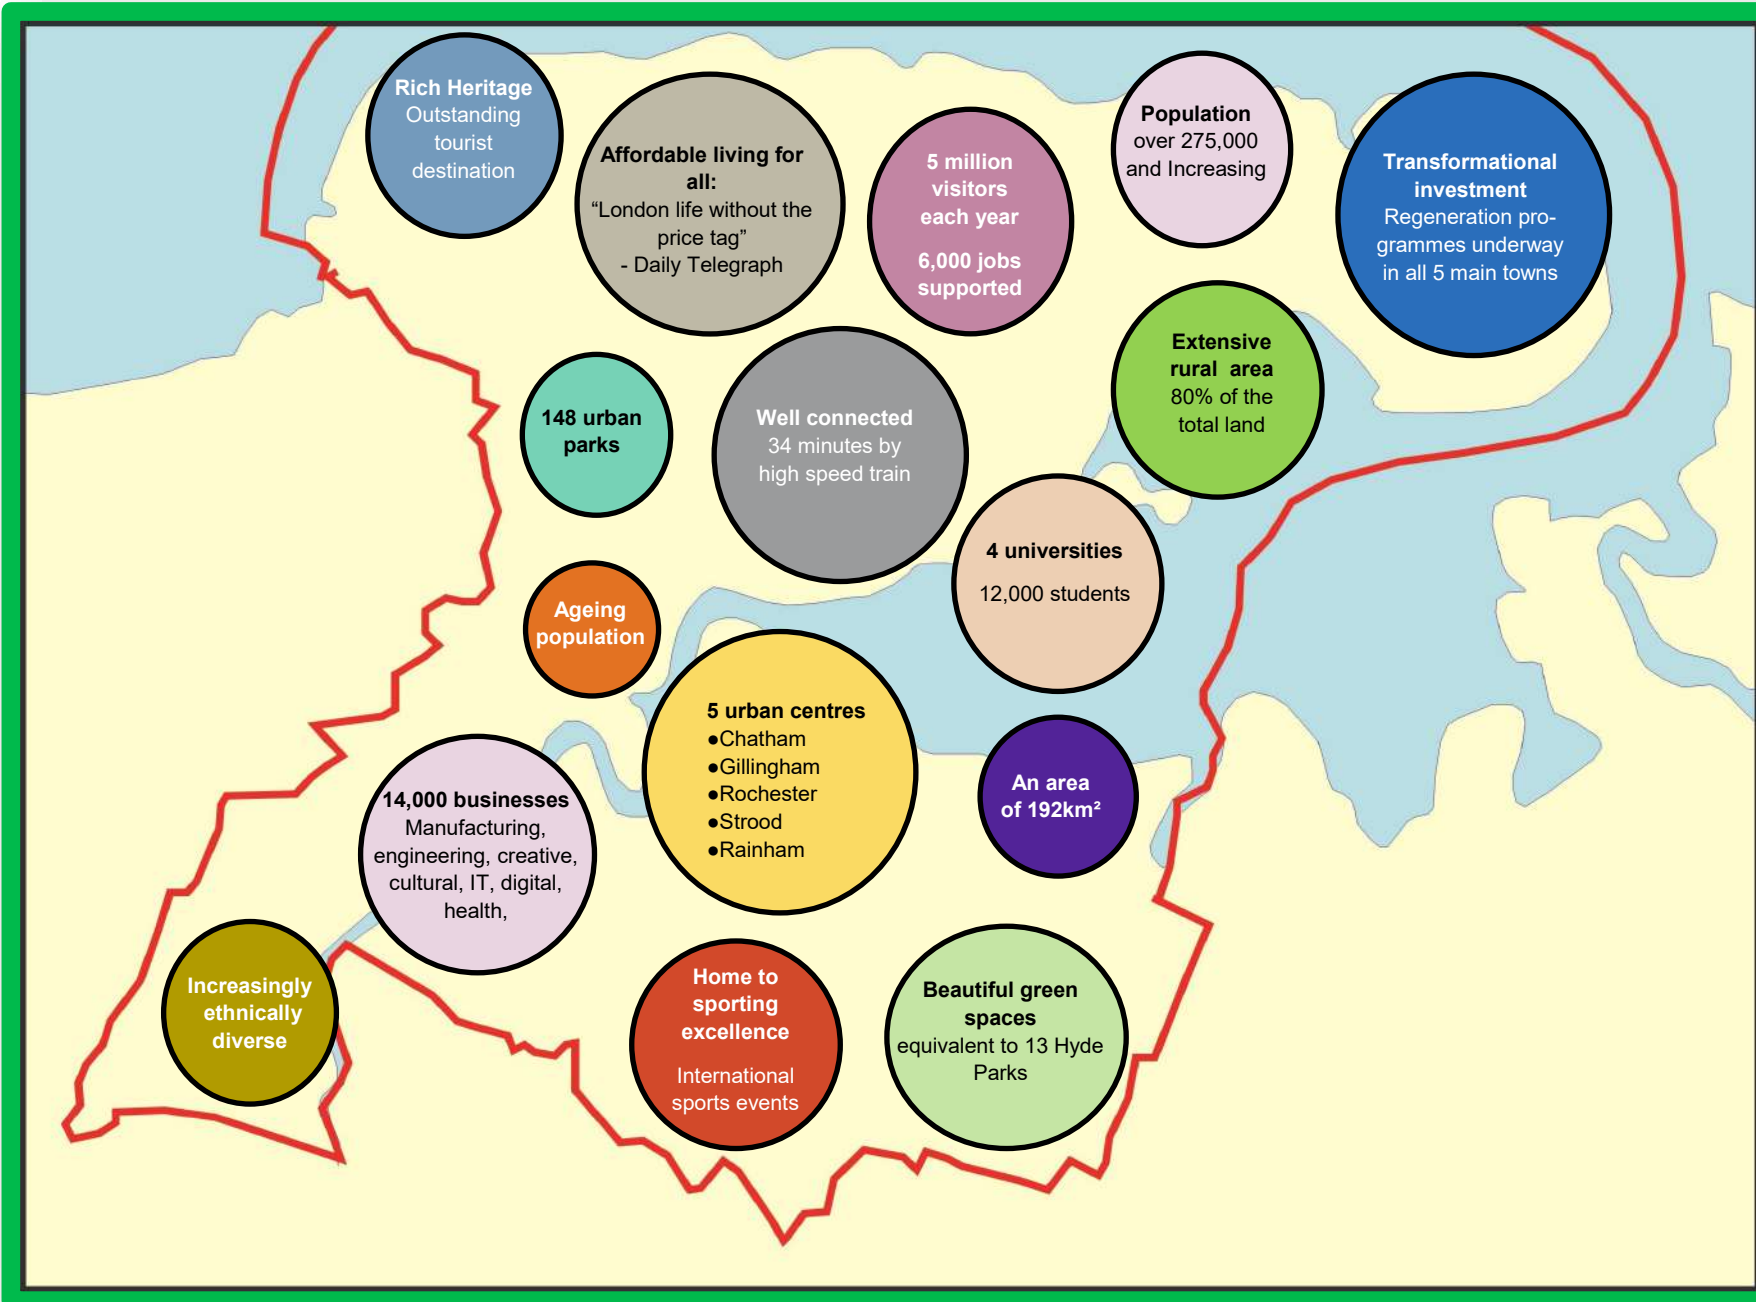 Rich Heritage
Outstanding
tourist
destination
Affordable living for
all:
“London life without the
price tag”
- Daily Telegraph
5 million
visitors
each year
6,000 jobs
supported
Population
over 275,000
and Increasing
Transformational
investment
Regeneration pro-
grammes underway
in all 5 main towns
148 urban
parks
Well connected
34 minutes by
high speed train
Extensive
rural area
80% of the
total land
4 universities
12,000 students
Ageing
population
5 urban centres
●Chatham
●Gillingham
●Rochester
●Strood
●Rainham
An area
of 192km²
14,000 businesses
Manufacturing,
engineering, creative,
cultural, IT, digital,
health,
Increasingly
ethnically
diverse
Home to
sporting
excellence
International
sports events
Beautiful green
spaces
equivalent to 13 Hyde
Parks